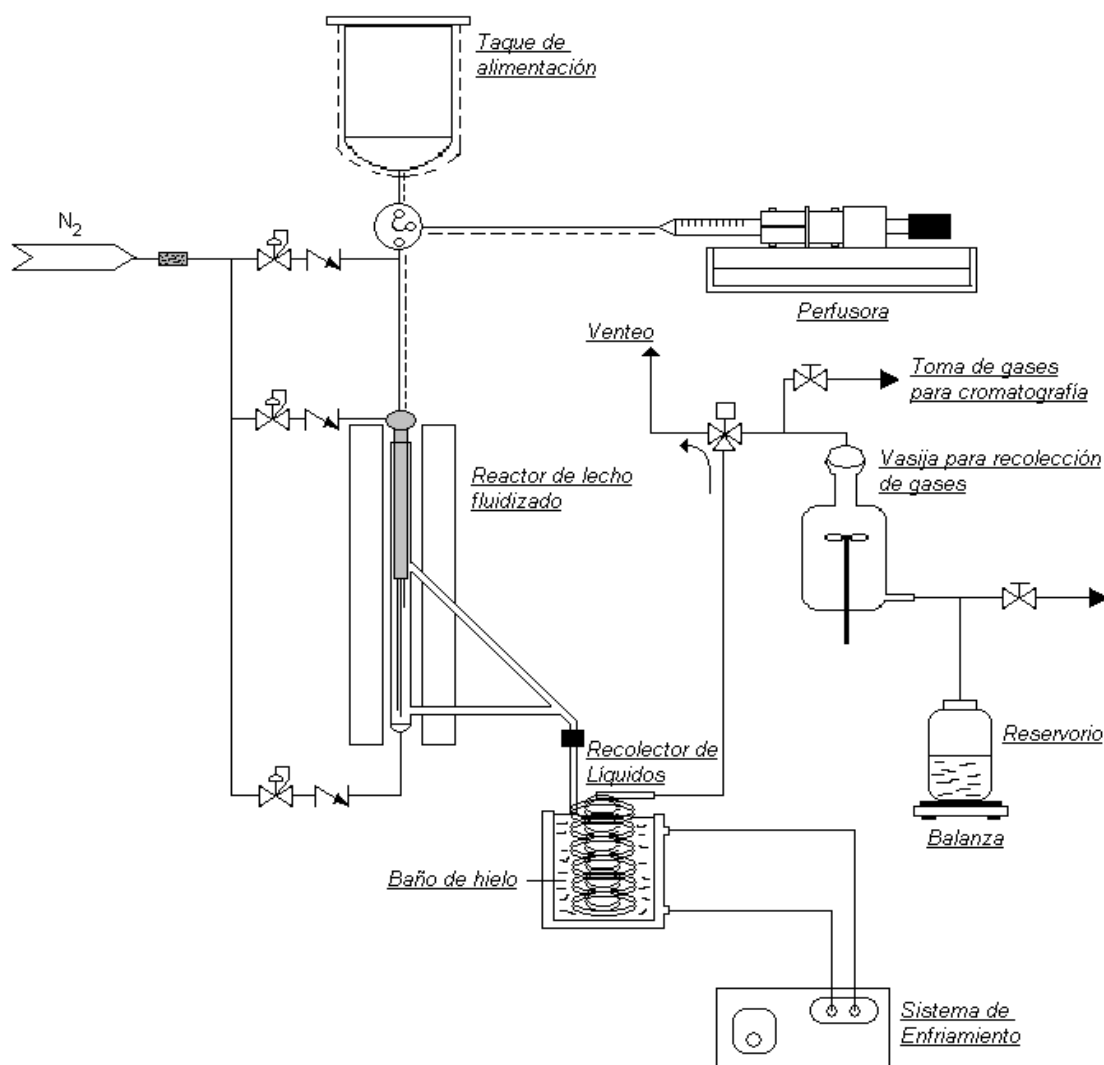 Taque de
alimentación
N2
Perfusora
Venteo
Toma de gases
para cromatografía
Vasija para recolección
de gases
Reactor de lecho
fluidizado
Recolector de
Líquidos
Reservorio
Balanza
Baño de hielo
Sistema de
Enfriamiento